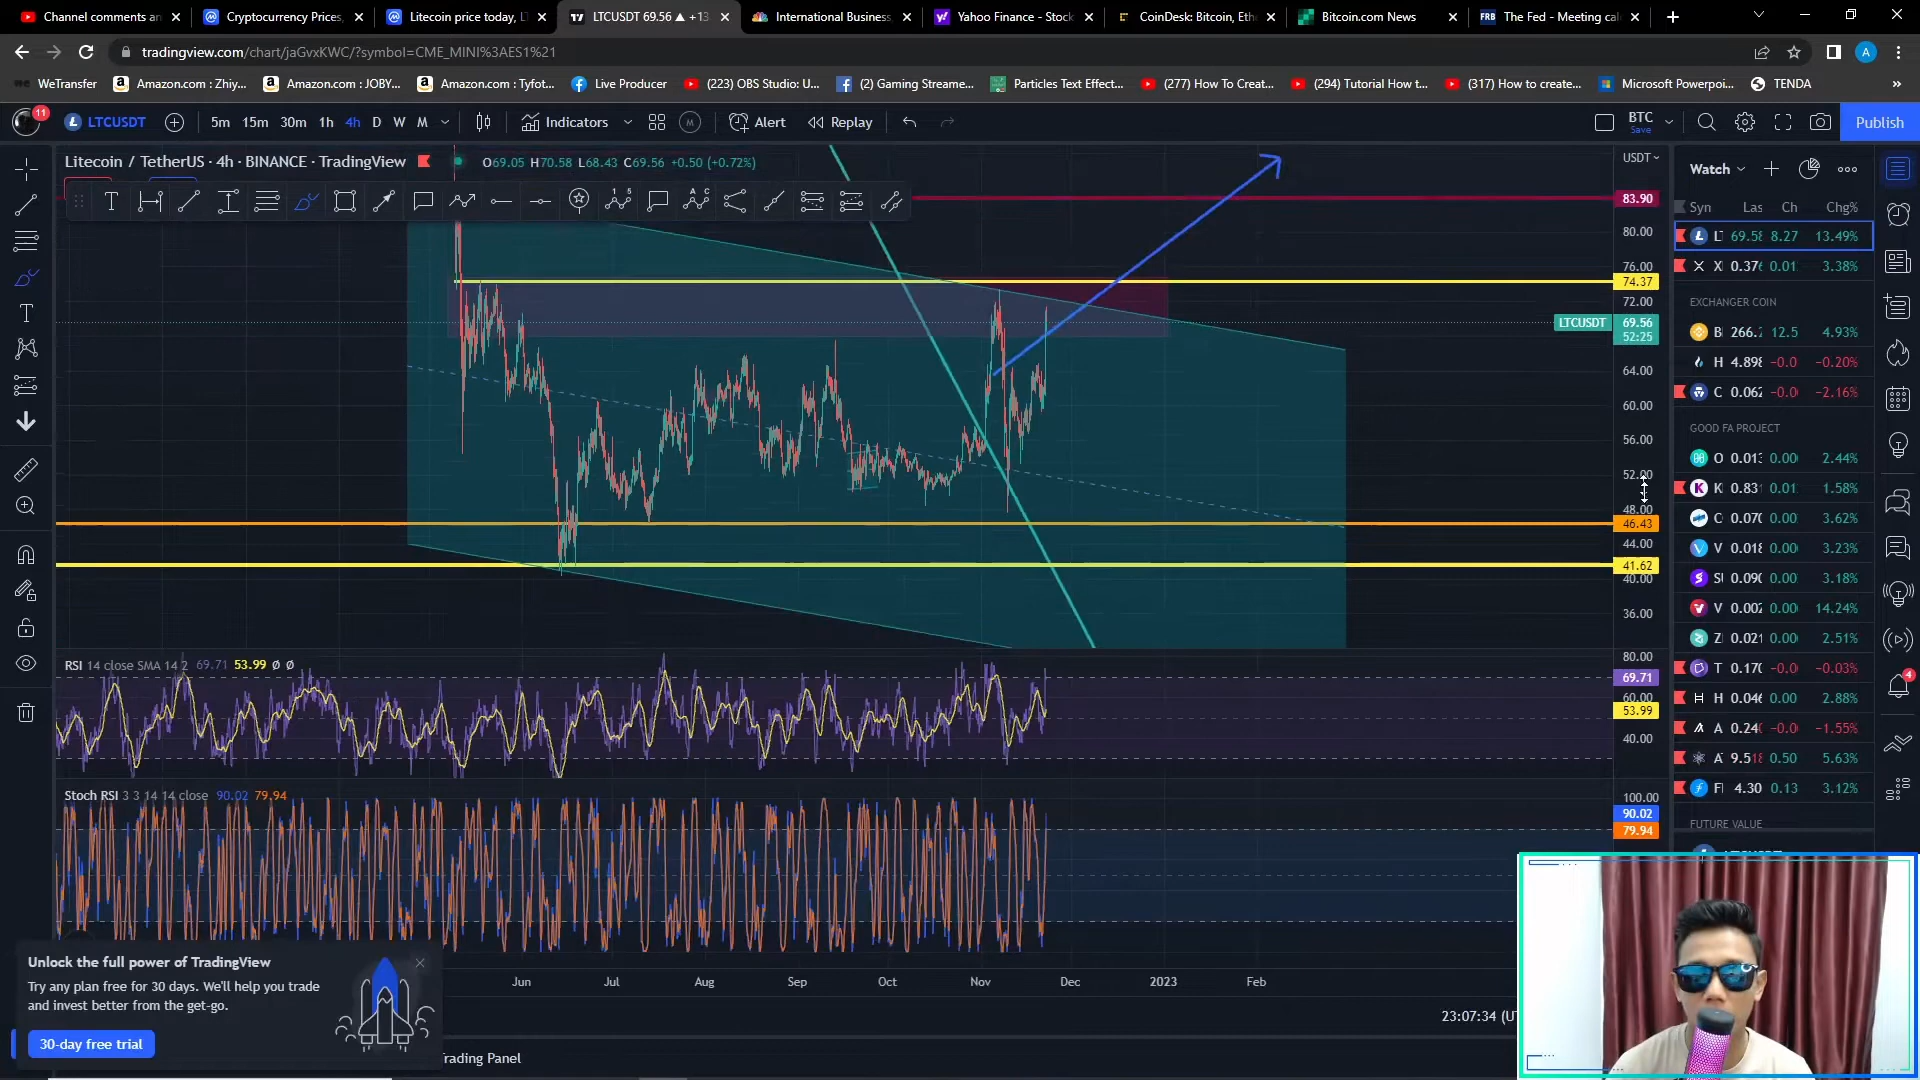 Channel comments an
Cryptocurrency Prices,
Litecoin price today, L
LTCUSDT 69.56 ▲ +13
International Business,
Yahoo Finance - Stock
CoinDesk: Bitcoin, Eth
Bitcoin.com News
FRB The Fed - Meeting cal
tradingview.com/chart/jaGvxKWC/?symbol=CME_MINI%3AES1%21
A
WeTransfer
Amazon.com : Zhiy...
Amazon.com : JOBY...
Amazon.com : Tyfot...
Live Producer
(223) OBS Studio: U...
(2) Gaming Streame...
Particles Text Effect...
(277) How To Creat...
(294) Tutorial How t...
(317) How to create...
Microsoft Powerpoi...
TENDA
»
11
LTCUSDT
5m 15m 30m 1h 4h D W M
Indicators
Alert
Replay
BTC
Save
Publish
Litecoin / TetherUS · 4h · BINANCE · TradingView
O69.05 H70.58 L68.43 C69.56 +0.50 (+0.72%)
USDT
83.90
80.00
76.00
74.37
72.00
LTCUSDT 69.56
52:25
64.00
60.00
56.00
52.00
48.00
46.43
44.00
41.62
40.00
36.00
RSI 14 close SMA 14 2 69.71 53.99 Ø Ø
80.00
69.71
60.00
53.99
40.00
Stoch RSI 3 3 14 14 close 90.02 79.94
100.00
90.02
79.94
Jun Jul Aug Sep Oct Nov Dec 2023 Feb
23:07:34 (U
Trading Panel
Unlock the full power of TradingView
Try any plan free for 30 days. We'll help you trade
and invest better from the get-go.
30-day free trial
Watch
Syn Las Ch Chg%
69.58 8.27 13.49%
X 0.376 0.01 3.38%
EXCHANGER COIN
B 266. 12.5 4.93%
H 4.898 −0.0 −0.20%
C 0.062 −0.0 −2.16%
GOOD FA PROJECT
O 0.013 0.00 2.44%
K 0.83 0.01 1.58%
0.070 0.00 3.62%
V 0.018 0.00 3.23%
0.090 0.00 3.18%
V 0.002 0.00 14.24%
Z 0.021 0.00 2.51%
T 0.170 −0.0 −0.03%
H 0.046 0.00 2.88%
A 0.24 −0.0 −1.55%
A 9.518 0.50 5.63%
F 4.30 0.13 3.12%
FUTURE VALUE
4